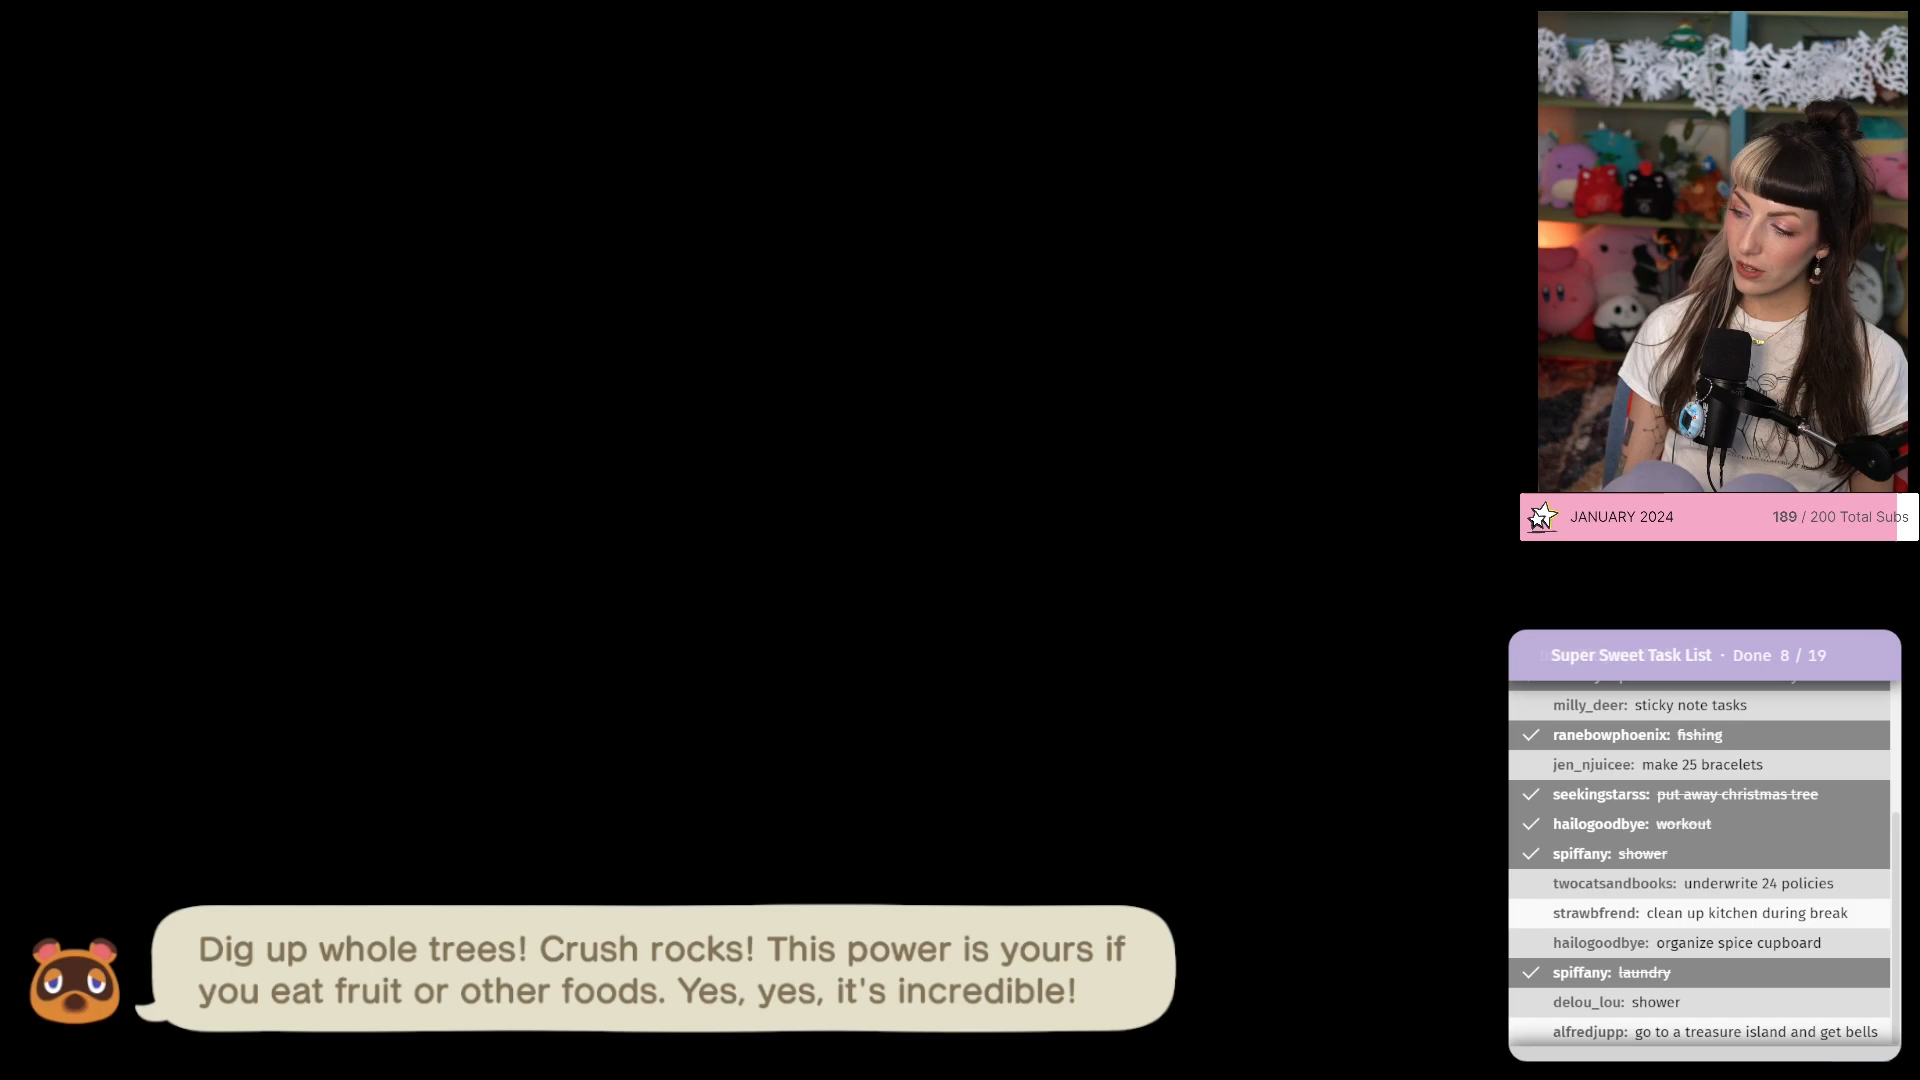 JANUARY 2024
189 / 200 Total Subs
Super Sweet Task List · Done 8 / 19
milly_deer: sticky note tasks
ranebowphoenix: fishing
jen_njuicee: make 25 bracelets
seekingstarss: put away christmas tree
hailogoodbye: workout
spiffany: shower
twocatsandbooks: underwrite 24 policies
strawbfrend: clean up kitchen during break
hailogoodbye: organize spice cupboard
spiffany: laundry
delou_lou: shower
alfredjupp: go to a treasure island and get bells
Dig up whole trees! Crush rocks! This power is yours if
you eat fruit or other foods. Yes, yes, it's incredible!